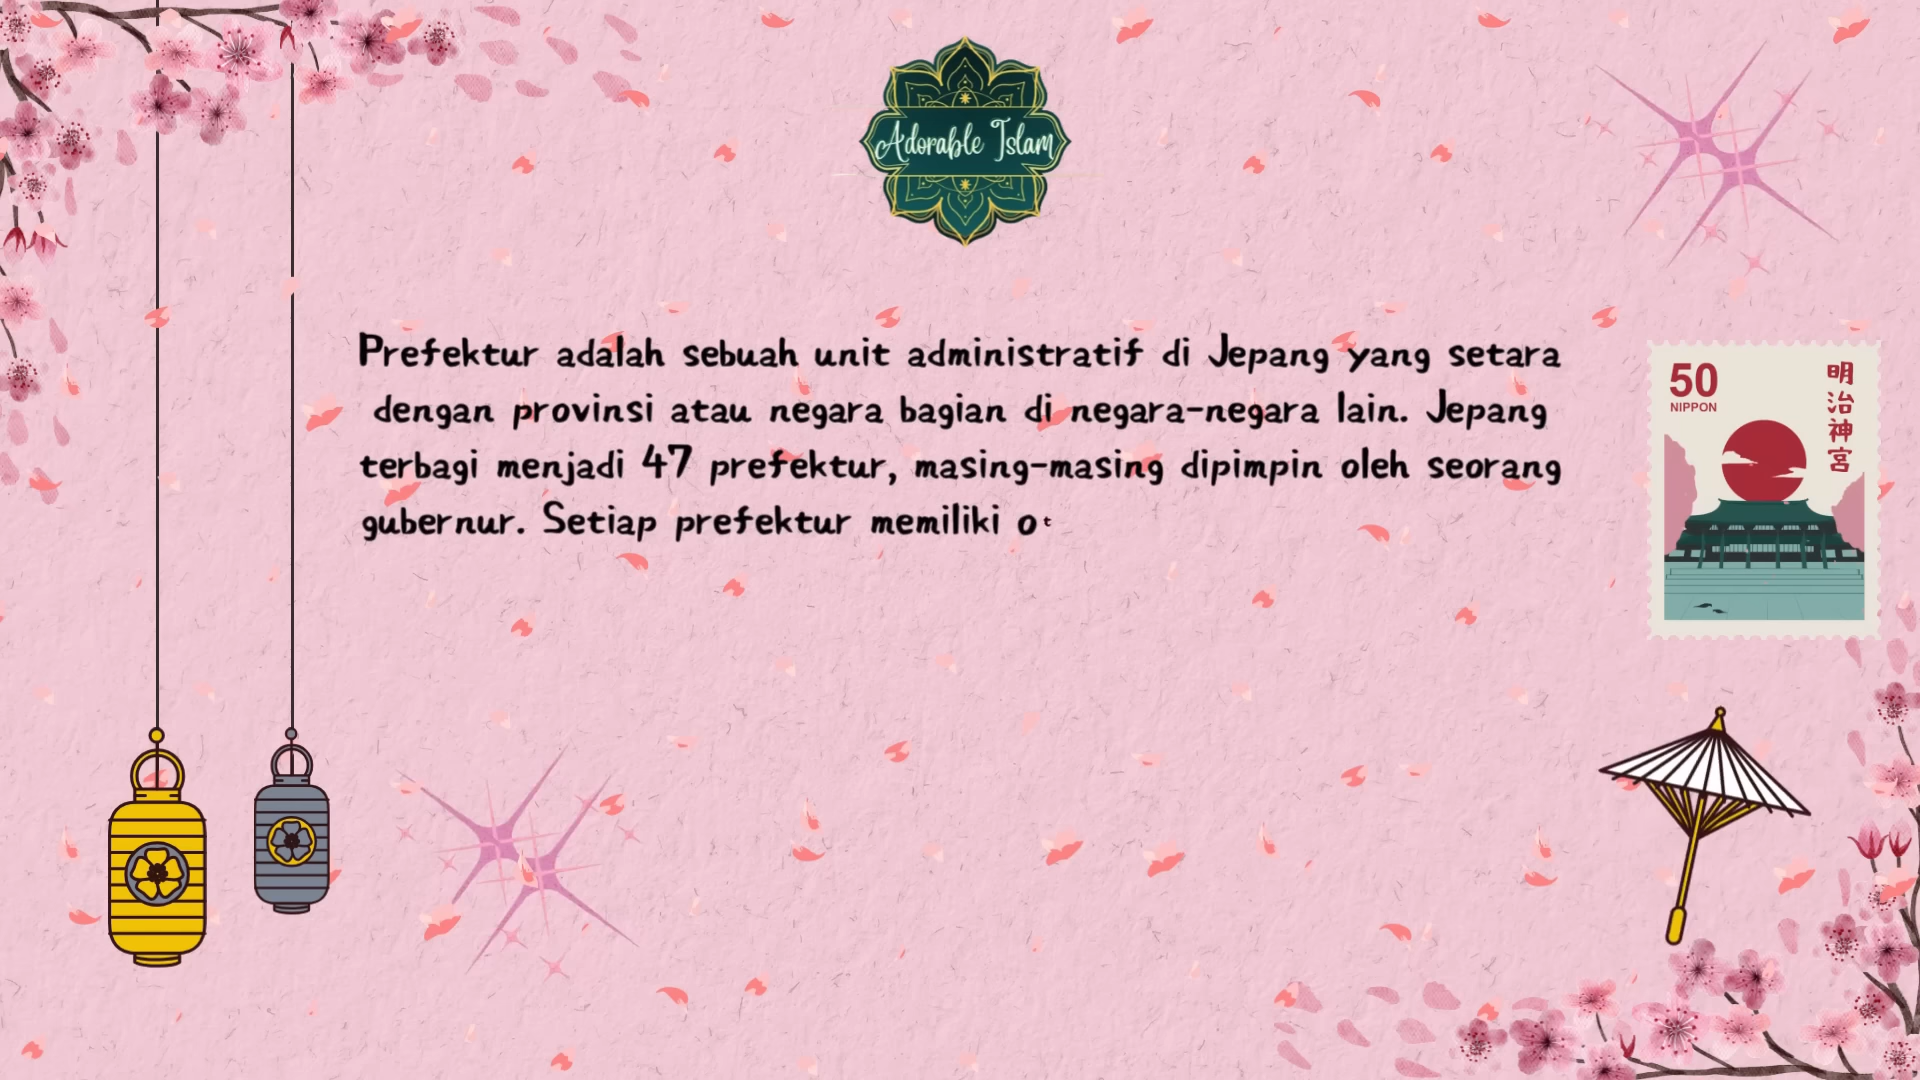 Adorable Islam
Prefektur adalah sebuah unit administratif di Jepang yang setara
dengan provinsi atau negara bagian di negara-negara lain. Jepang
terbagi menjadi 47 prefektur, masing-masing dipimpin oleh seorang
gubernur. Setiap prefektur memiliki ot
50
NIPPON
明治神宮